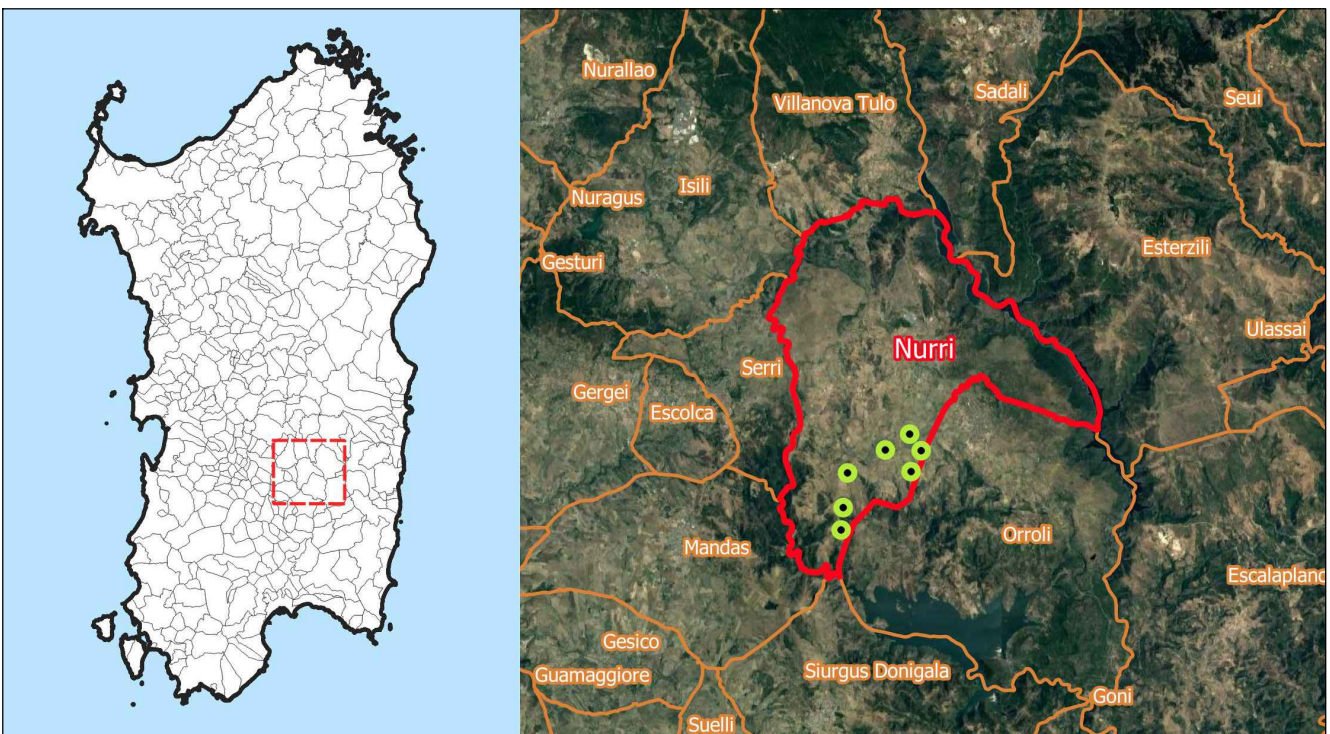 Nurallao
Villanova Tulo
Sadali
Seui
Isili
Nuragus
Esterzili
Gesturi
Ulassai
Nurri
Serri
Gergei
Escolca
Orroli
Mandas
Escalaplano
Gesico
Siurgus Donigala
Guamaggiore
Goni
Suelli